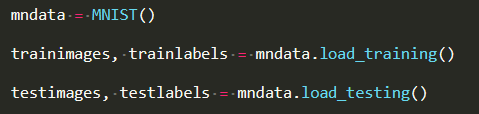 mndata = MNIST()
trainimages, trainlabels = mndata.load_training()
testimages, testlabels = mndata.load_testing()